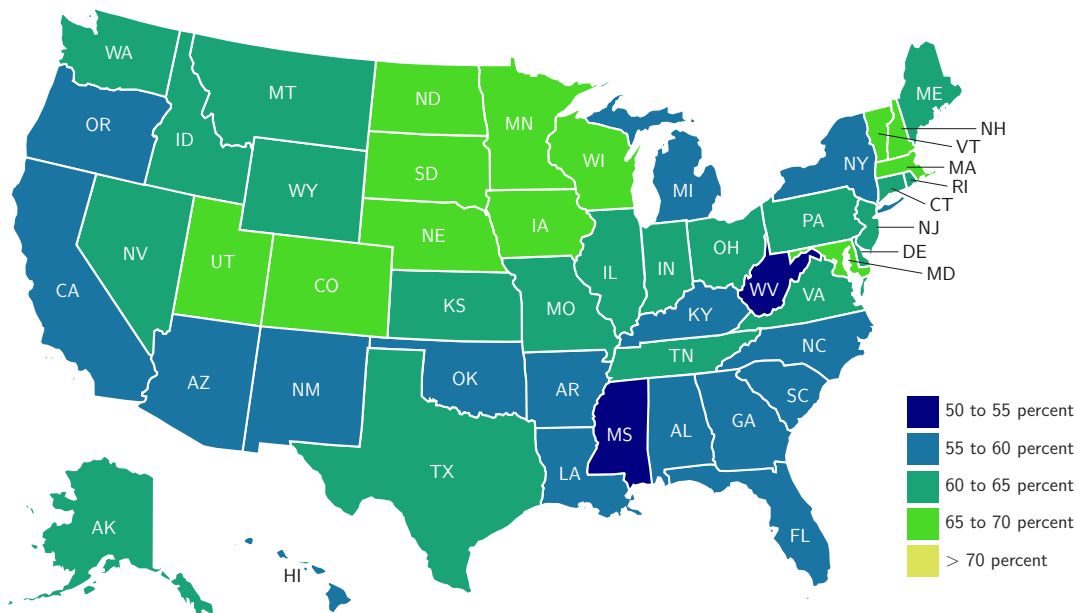 WA
MT
ND
MN
ME
OR
ID
WY
SD
WI
MI
NY
NH
VT
MA
RI
CT
NJ
DE
MD
NV
UT
CO
NE
IA
IL
IN
OH
PA
CA
KS
MO
KY
WV
VA
AZ
NM
OK
AR
TN
NC
SC
TX
LA
MS
AL
GA
FL
AK
HI
50 to 55 percent
55 to 60 percent
60 to 65 percent
65 to 70 percent
> 70 percent